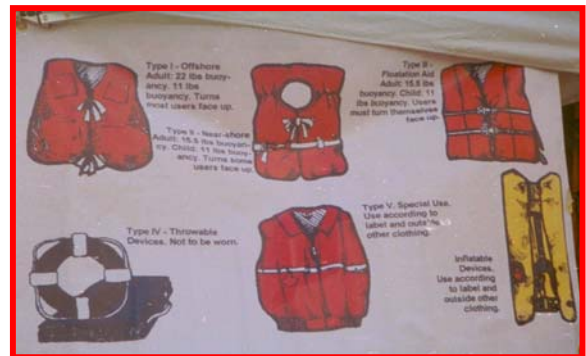 Type I - Offshore
Adult: 22 lbs buoy-
ancy. 11 lbs
buoyancy. Turns
most users face up.
Type II - Near-shore
Adult: 15.5 lbs buoyan-
cy. Child: 11 lbs buoy-
ancy. Turns some
users face up.
Type III -
Floatation Aid
Adult: 15.5 lbs
buoyancy. Child: 11
lbs buoyancy. Users
must turn themselves
face up.
Type IV - Throwable
Devices. Not to be worn.
Type V. Special Use.
Use according to
label and outside
other clothing.
Inflatable
Devices.
Use according
to label and
outside other
clothing.